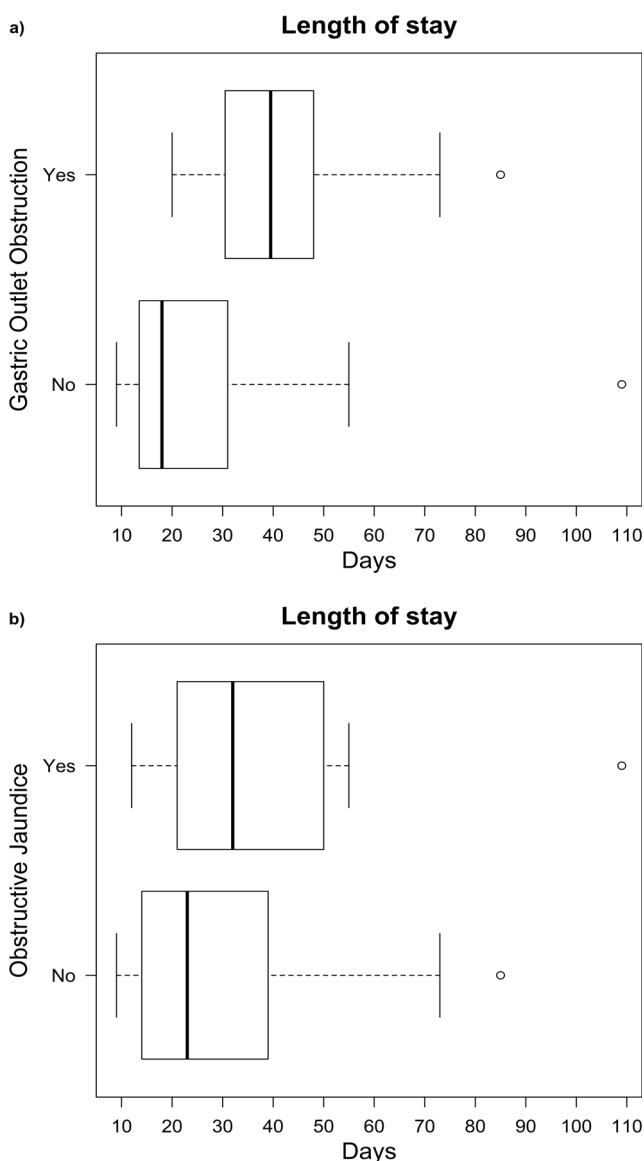 a)
Length of stay
Gastric Outlet Obstruction
Yes
No
10 20 30 40 50 60 70 80 90 100 110
Days
b)
Length of stay
Obstructive Jaundice
Yes
No
10 20 30 40 50 60 70 80 90 100 110
Days